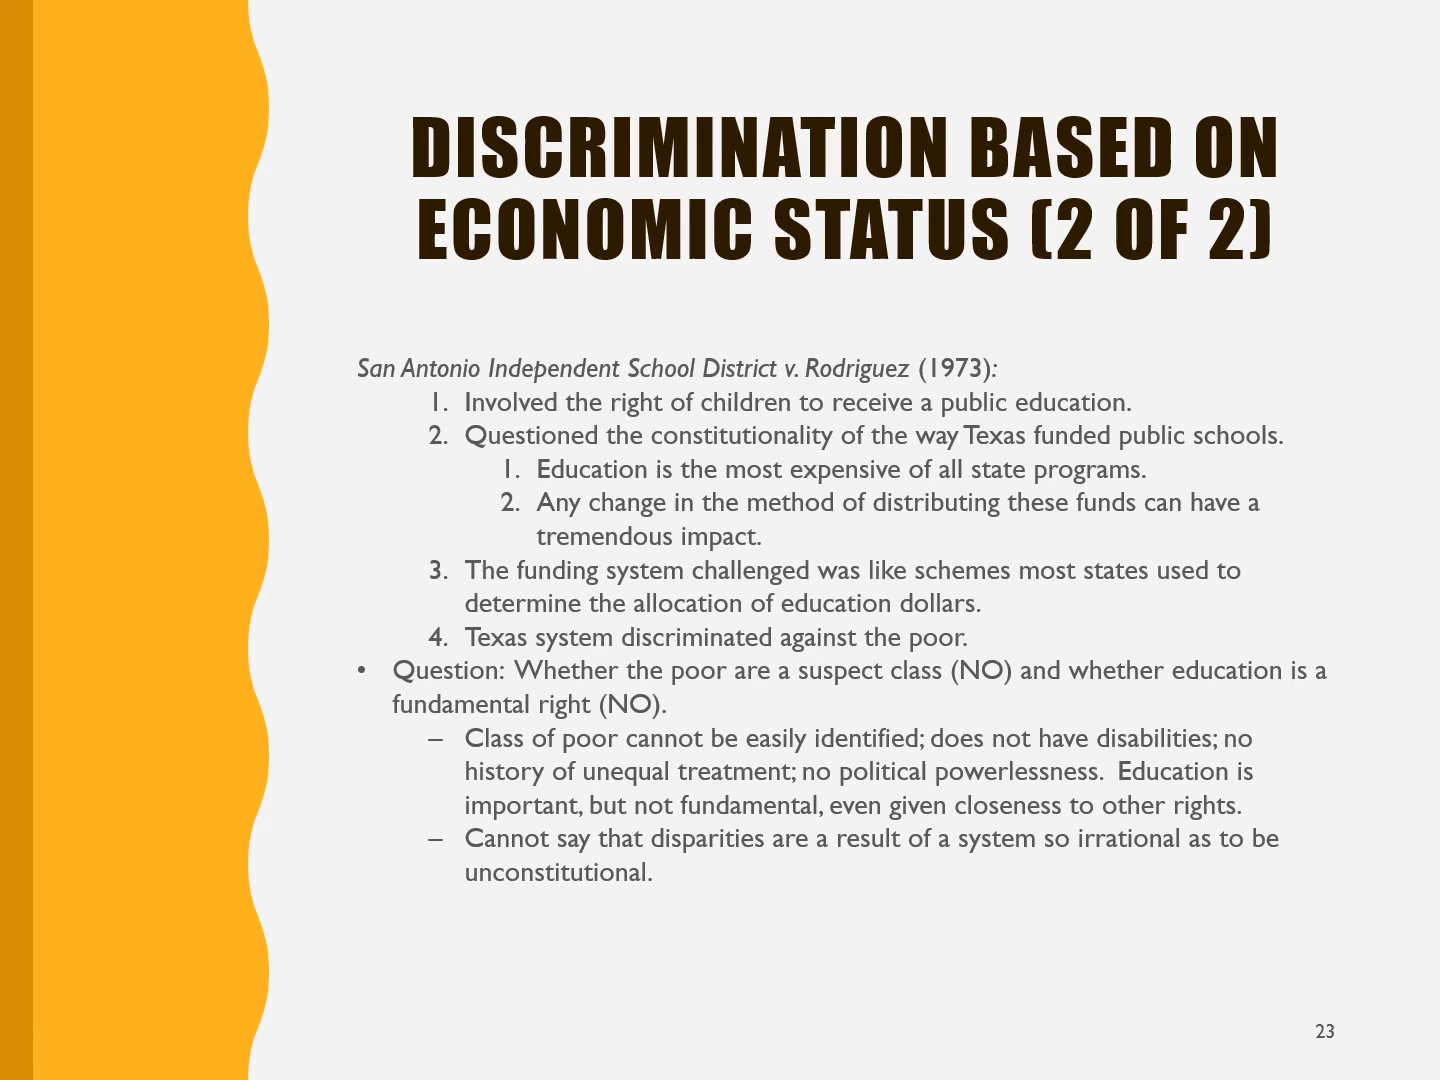 DISCRIMINATION BASED ON
ECONOMIC STATUS (2 OF 2)
San Antonio Independent School District v. Rodriguez (1973):
1. Involved the right of children to receive a public education.
2. Questioned the constitutionality of the way Texas funded public schools.
1. Education is the most expensive of all state programs.
2. Any change in the method of distributing these funds can have a
tremendous impact.
3. The funding system challenged was like schemes most states used to
determine the allocation of education dollars.
4. Texas system discriminated against the poor.
• Question: Whether the poor are a suspect class (NO) and whether education is a
fundamental right (NO).
– Class of poor cannot be easily identified; does not have disabilities; no
history of unequal treatment; no political powerlessness. Education is
important, but not fundamental, even given closeness to other rights.
– Cannot say that disparities are a result of a system so irrational as to be
unconstitutional.
23